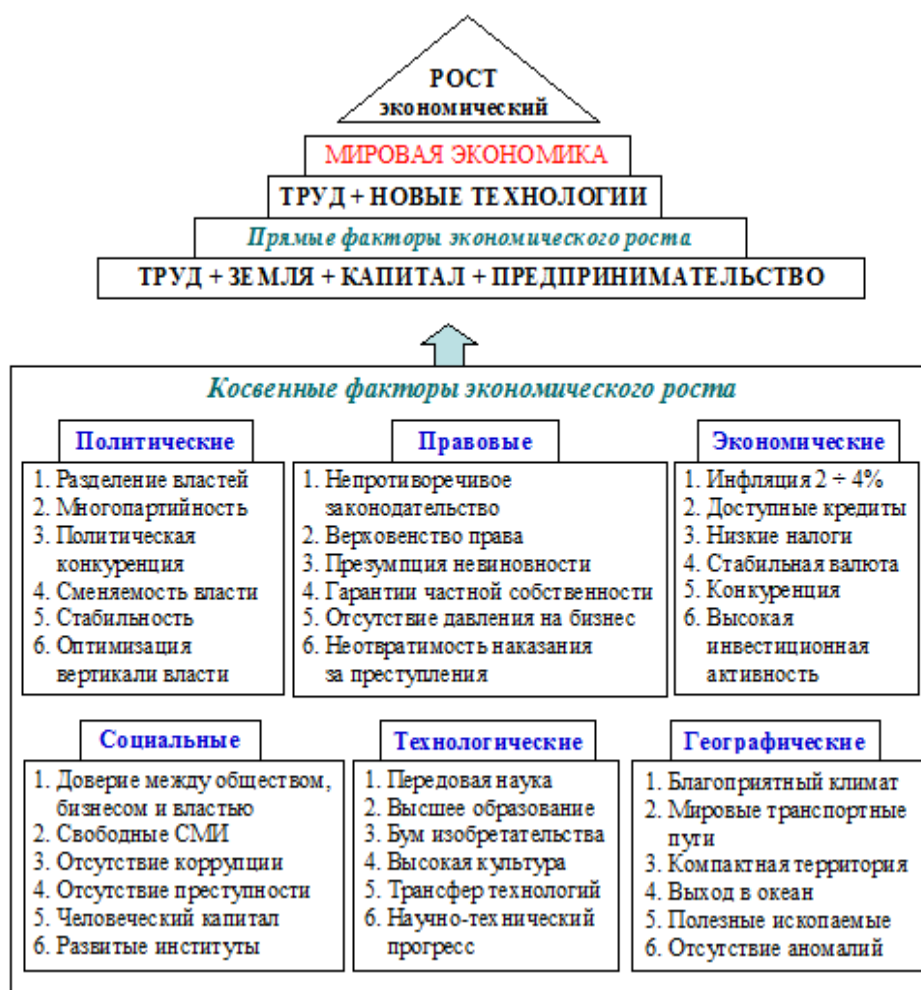 РОСТ
экономический
МИРОВАЯ ЭКОНОМИКА
ТРУД + НОВЫЕ ТЕХНОЛОГИИ
Прямые факторы экономического роста
ТРУД + ЗЕМЛЯ + КАПИТАЛ + ПРЕДПРИНИМАТЕЛЬСТВО
Косвенные факторы экономического роста
Политические
1. Разделение властей
2. Многопартийность
3. Политическая
конкуренция
4. Сменяемость власти
5. Стабильность
6. Оптимизация
вертикали власти
Правовые
1. Непротиворечивое
законодательство
2. Верховенство права
3. Презумпция невиновности
4. Гарантии частной собственности
5. Отсутствие давления на бизнес
6. Неотвратимость наказания
за преступления
Экономические
1. Инфляция 2 ÷ 4%
2. Доступные кредиты
3. Низкие налоги
4. Стабильная валюта
5. Конкуренция
6. Высокая
инвестиционная
активность
Социальные
1. Доверие между обществом,
бизнесом и властью
2. Свободные СМИ
3. Отсутствие коррупции
4. Отсутствие преступности
5. Человеческий капитал
6. Развитые институты
Технологические
1. Передовая наука
2. Высшее образование
3. Бум изобретательства
4. Высокая культура
5. Трансфер технологий
6. Научно-технический
прогресс
Географические
1. Благоприятный климат
2. Мировые транспортные
пути
3. Компактная территория
4. Выход в океан
5. Полезные ископаемые
6. Отсутствие аномалий